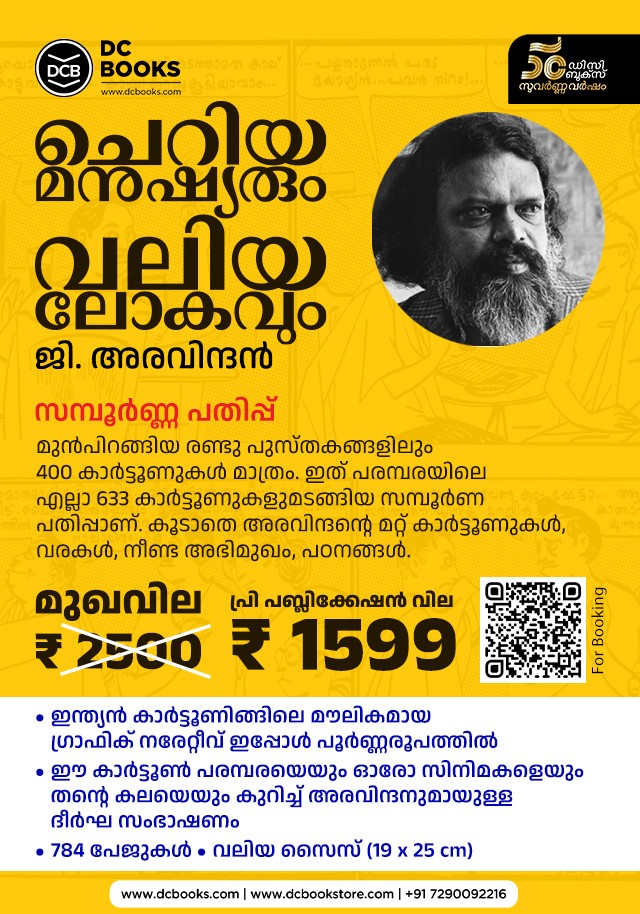 DCB
DC
BOOKS
www.dcbooks.com
50
ഡിസി
ബുക്സ്
സുവർണ്ണവർഷം
ചെറിയ
മനുഷ്യരും
വലിയ
ലോകവും
ജി. അരവിന്ദൻ
സമ്പൂർണ്ണ പതിപ്പ്
മുൻപിറങ്ങിയ രണ്ടു പുസ്തകങ്ങളിലും
400 കാർട്ടൂണുകൾ മാത്രം. ഇത് പരമ്പരയിലെ
എല്ലാ 633 കാർട്ടൂണുകളുമടങ്ങിയ സമ്പൂർണ
പതിപ്പാണ്. കൂടാതെ അരവിന്ദന്റെ മറ്റ് കാർട്ടൂണുകൾ,
വരകൾ, നീണ്ട അഭിമുഖം, പഠനങ്ങൾ.
മുഖവില
₹ 2500
പ്രി പബ്ലിക്കേഷൻ വില
₹ 1599
For Booking
• ഇന്ത്യൻ കാർട്ടൂണിങ്ങിലെ മൗലികമായ
ഗ്രാഫിക് നരേറ്റീവ് ഇപ്പോൾ പൂർണ്ണരൂപത്തിൽ
• ഈ കാർട്ടൂൺ പരമ്പരയെയും ഓരോ സിനിമകളെയും
തന്റെ കലയെയും കുറിച്ച് അരവിന്ദനുമായുള്ള
ദീർഘ സംഭാഷണം
• 784 പേജുകൾ • വലിയ സൈസ് (19 x 25 cm)
www.dcbooks.com | www.dcbookstore.com | +91 7290092216